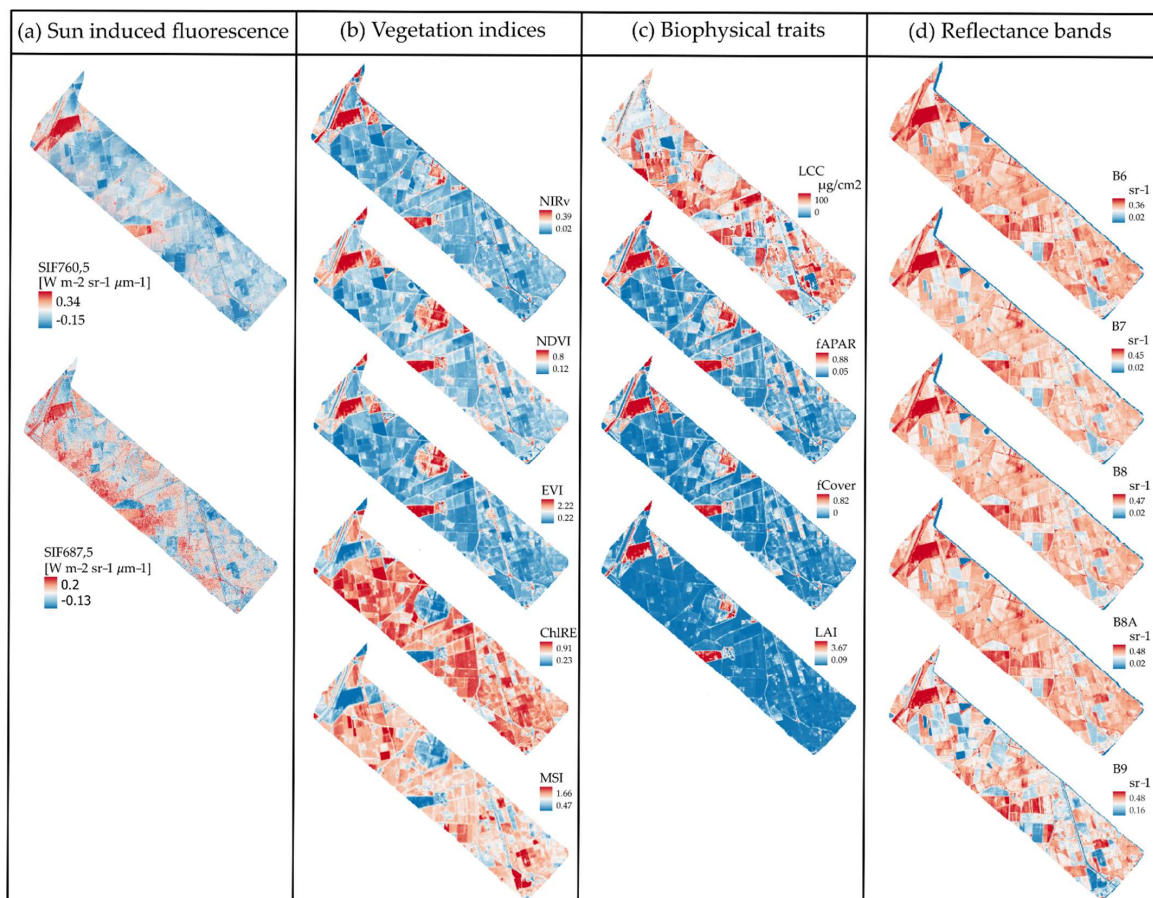 (a) Sun induced fluorescence
(b) Vegetation indices
(c) Biophysical traits
(d) Reflectance bands
SIF760,5
[W m-2 sr-1 μm-1]
0.34
-0.15
SIF687,5
[W m-2 sr-1 μm-1]
0.2
-0.13
NIRv
0.39
0.02
NDVI
0.8
0.12
EVI
2.22
0.22
ChlRE
0.91
0.23
MSI
1.66
0.47
LCC
μg/cm2
100
0
fAPAR
0.88
0.05
fCover
0.82
0
LAI
3.67
0.09
B6
sr-1
0.36
0.02
B7
sr-1
0.45
0.02
B8
sr-1
0.47
0.02
B8A
sr-1
0.48
0.02
B9
sr-1
0.48
0.16